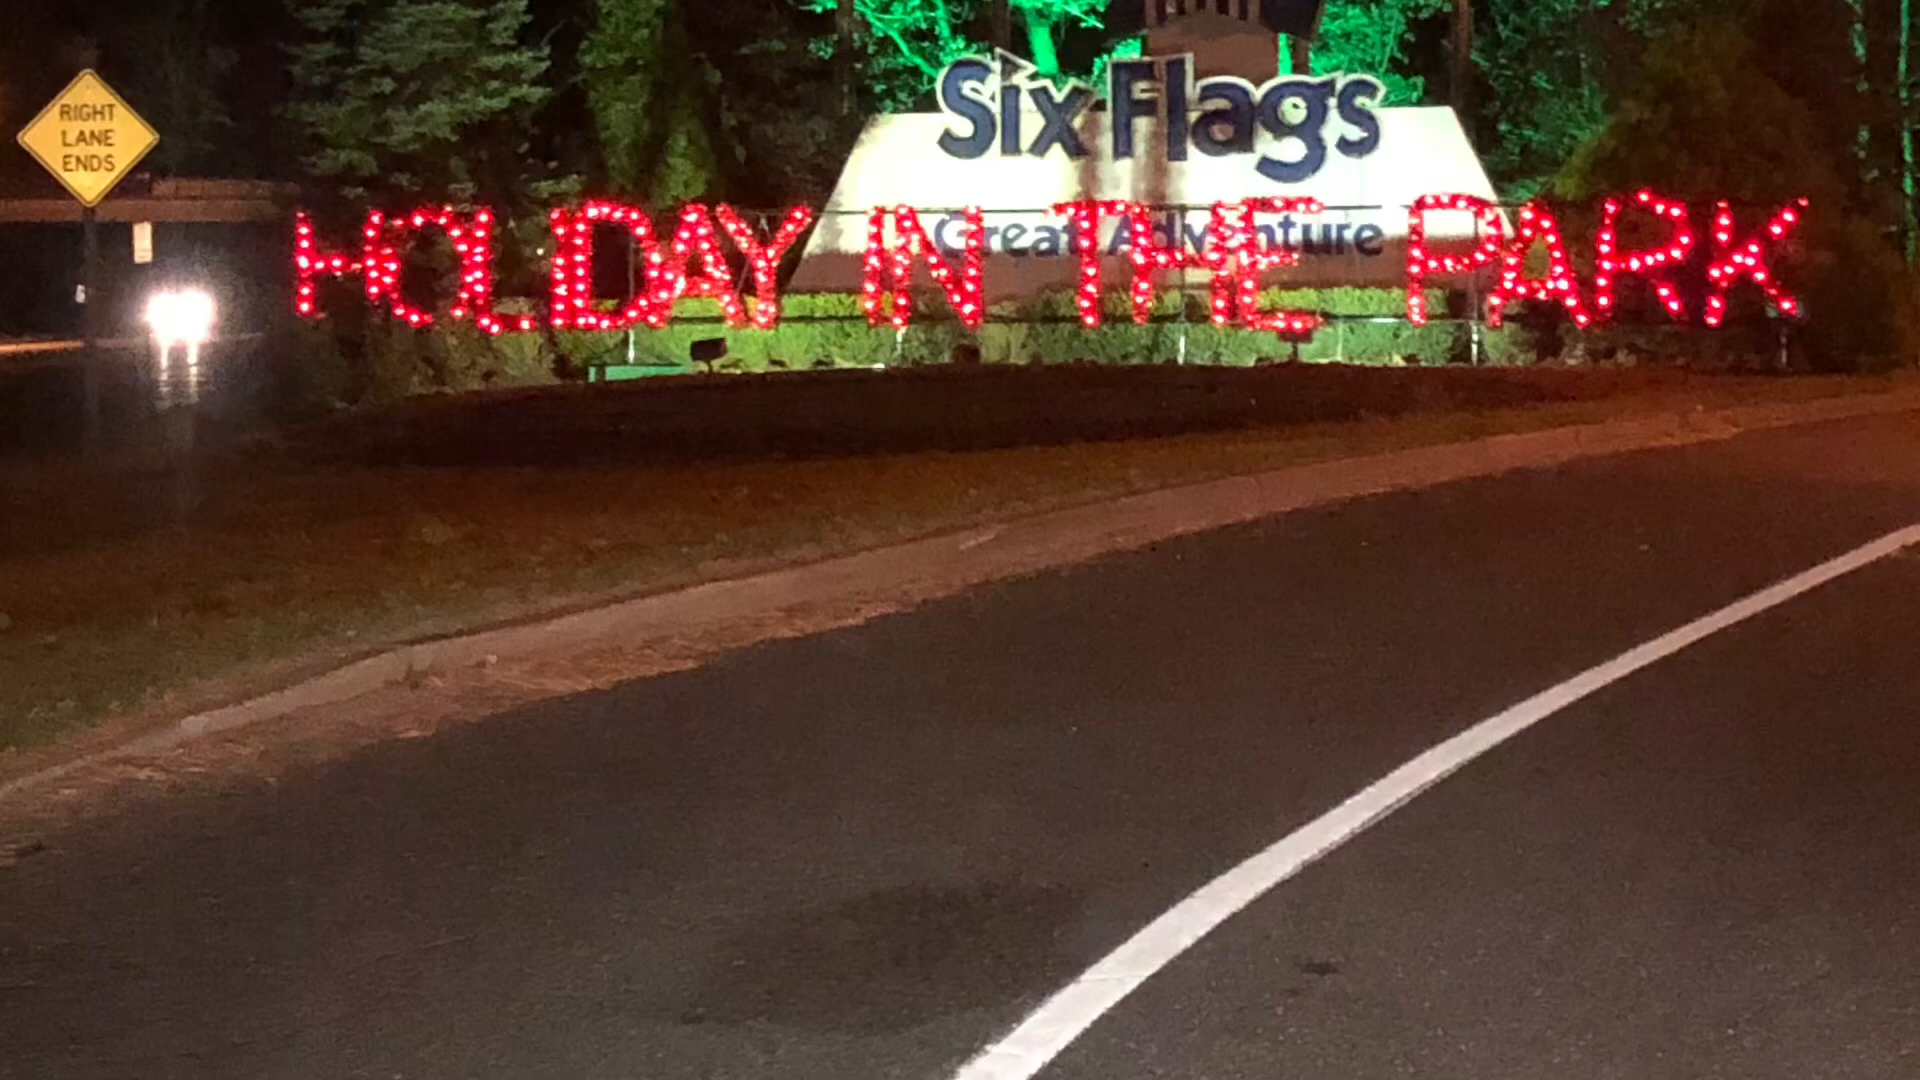 RIGHT
LANE
ENDS
Six Flags
Great Adventure
HOLIDAY IN THE PARK